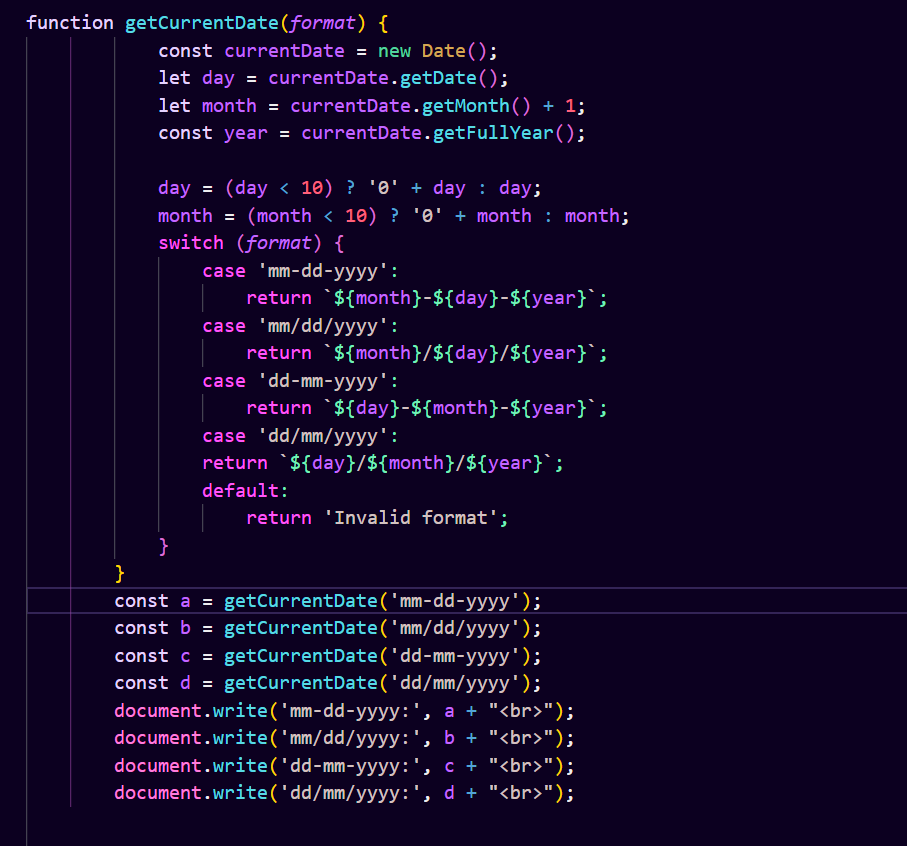 function getCurrentDate(format) {
const currentDate = new Date();
let day = currentDate.getDate();
let month = currentDate.getMonth() + 1;
const year = currentDate.getFullYear();
day = (day < 10) ? '0' + day : day;
month = (month < 10) ? '0' + month : month;
switch (format) {
case 'mm-dd-yyyy':
return `${month}-${day}-${year}`;
case 'mm/dd/yyyy':
return `${month}/${day}/${year}`;
case 'dd-mm-yyyy':
return `${day}-${month}-${year}`;
case 'dd/mm/yyyy':
return `${day}/${month}/${year}`;
default:
return 'Invalid format';
}
}
const a = getCurrentDate('mm-dd-yyyy');
const b = getCurrentDate('mm/dd/yyyy');
const c = getCurrentDate('dd-mm-yyyy');
const d = getCurrentDate('dd/mm/yyyy');
document.write('mm-dd-yyyy:', a + "<br>");
document.write('mm/dd/yyyy:', b + "<br>");
document.write('dd-mm-yyyy:', c + "<br>");
document.write('dd/mm/yyyy:', d + "<br>");